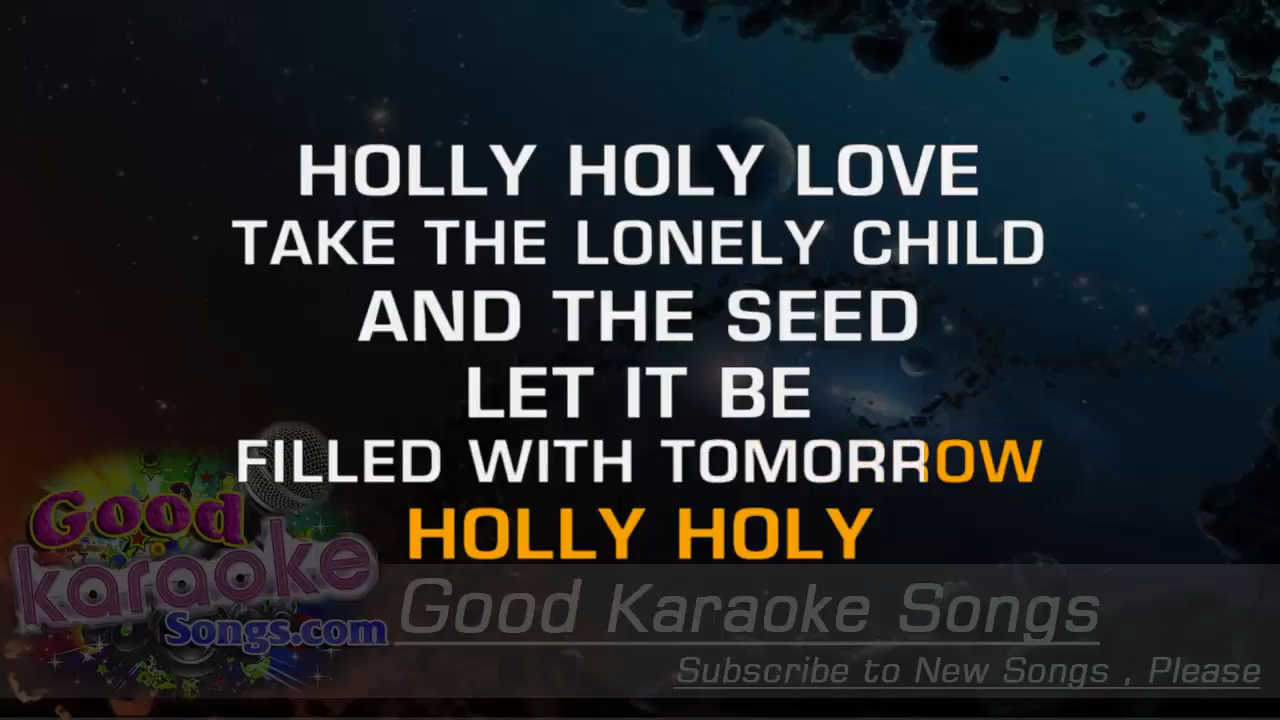 HOLLY HOLY LOVE
TAKE THE LONELY CHILD
AND THE SEED
LET IT BE
FILLED WITH TOMORROW
HOLLY HOLY
Good
karaoke
Songs.com
Good Karaoke Songs
Subscribe to New Songs , Please